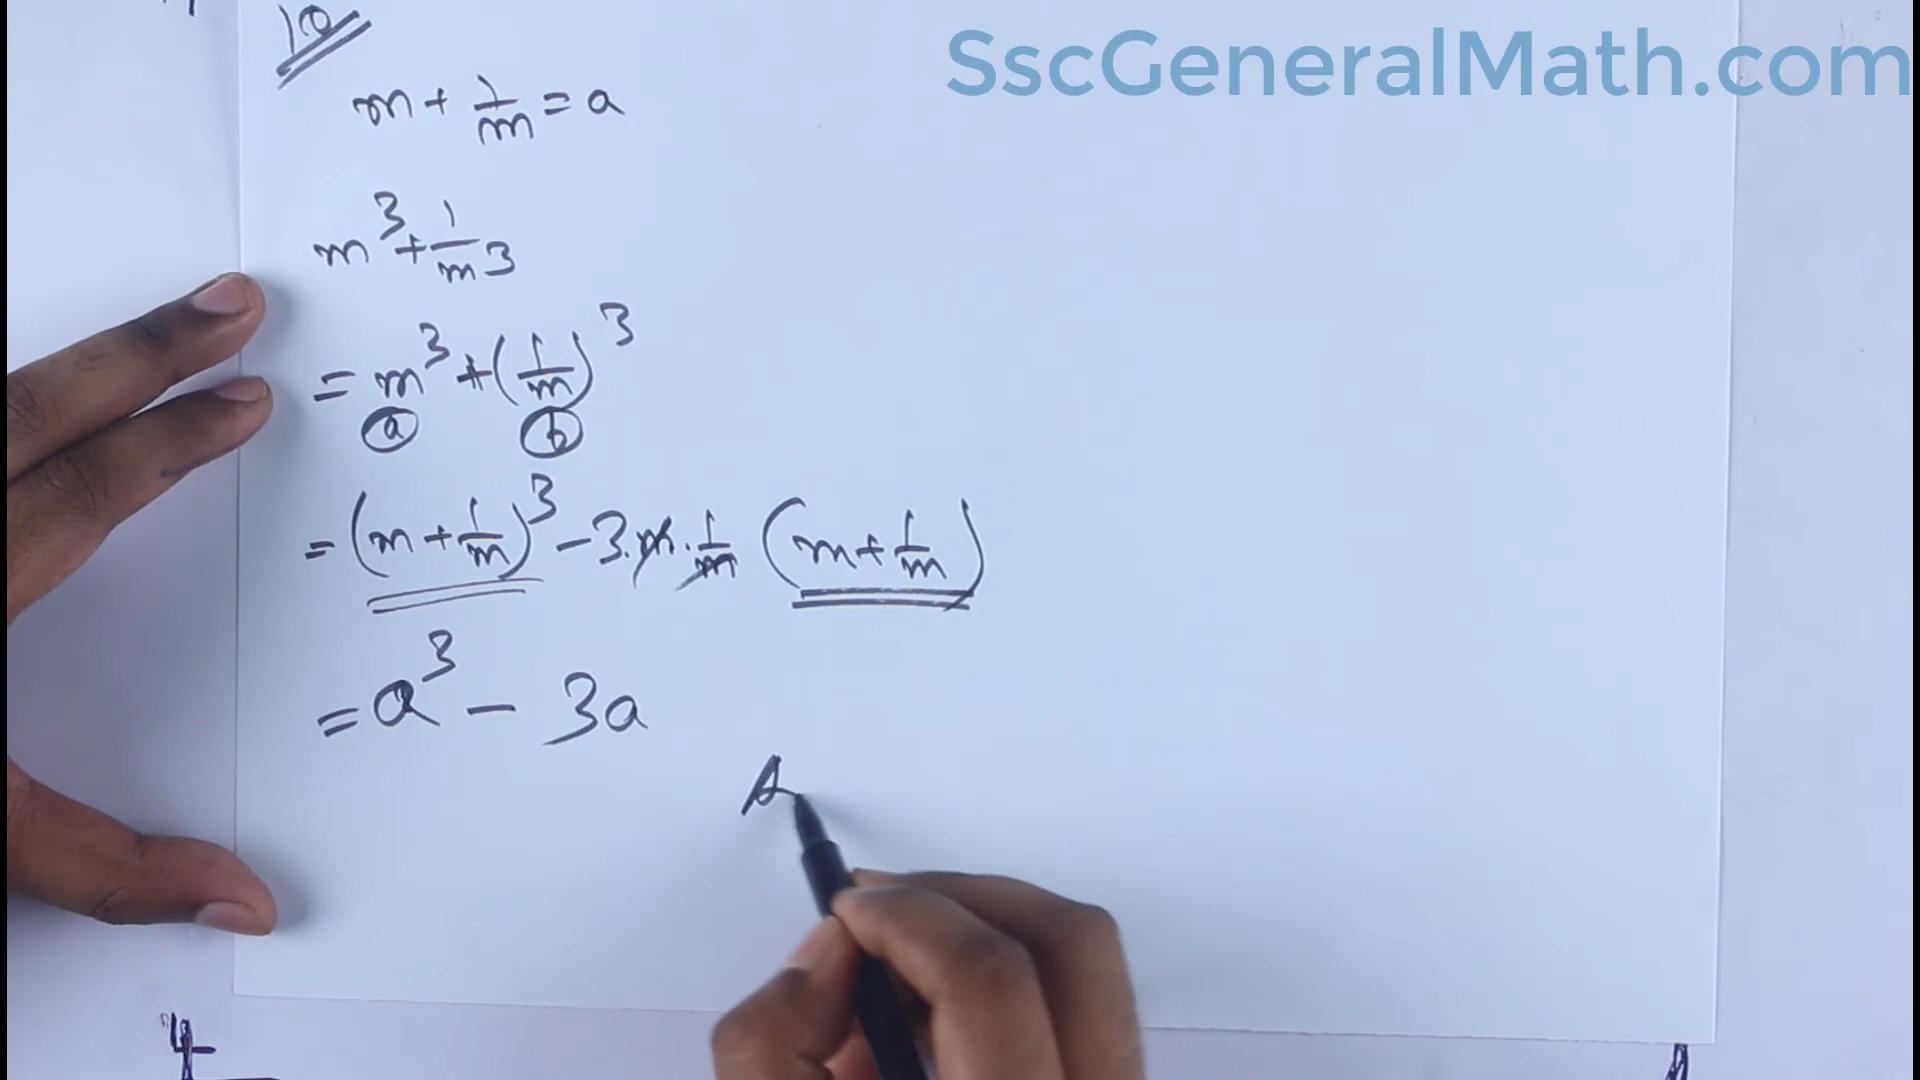 SscGeneralMath.com
10
m + 1/m = a
m³ + 1/m3
= m³ + (1/m)³
a b
= (m + 1/m)³ - 3.m.1/m (m + 1/m)
= a³ - 3a
A